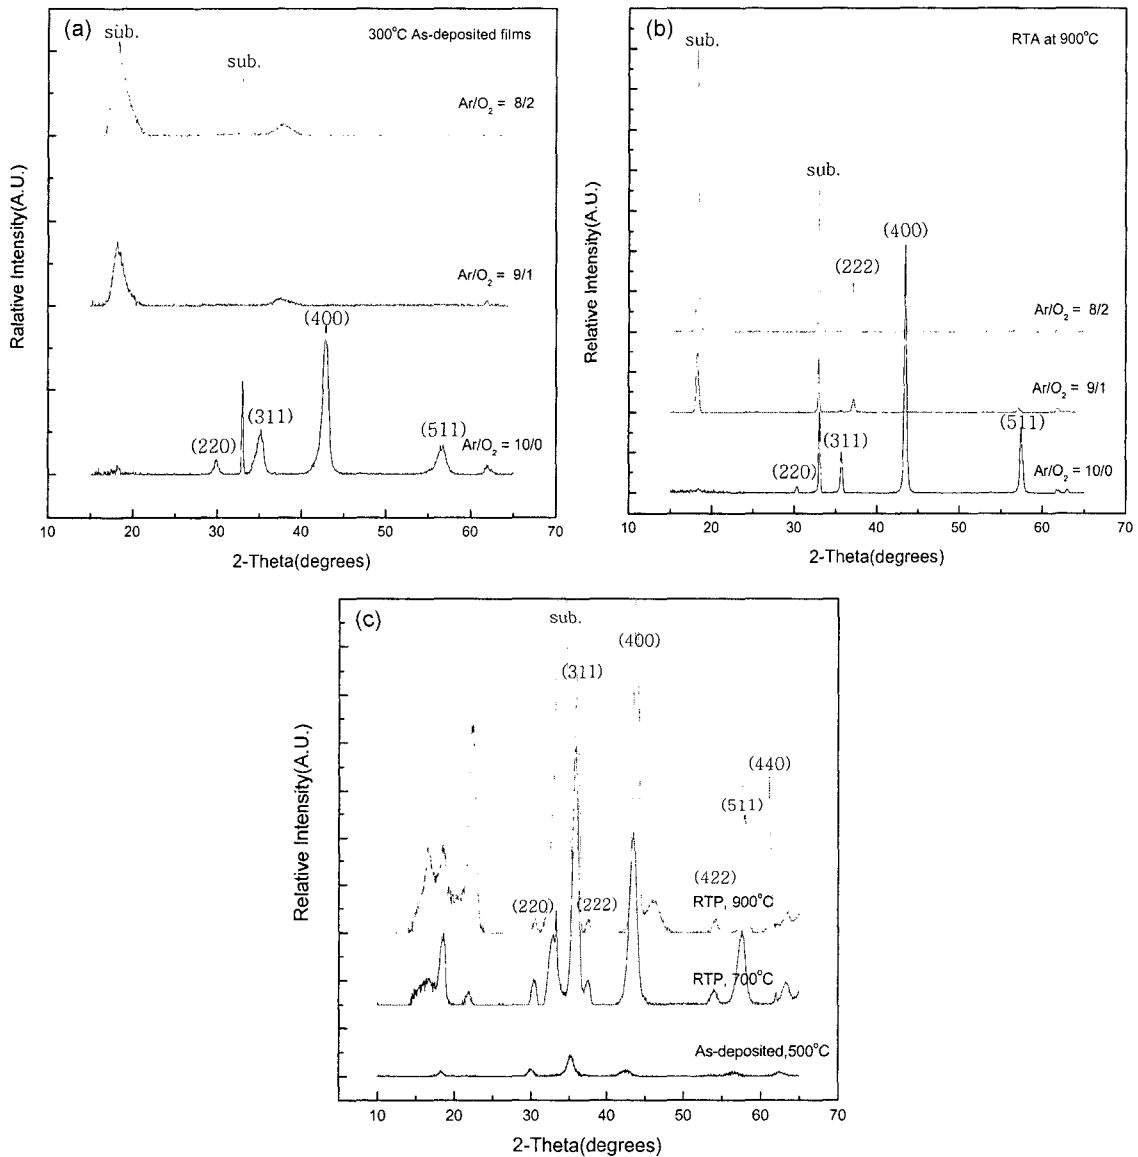 (a)
sub.
300°C As-deposited films
sub.
Ar/O₂ = 8/2
Ar/O₂ = 9/1
(400)
(311)
(220)
(511)
Ar/O₂ = 10/0
Ralative Intensity(A.U.)
10 20 30 40 50 60 70
2-Theta(degrees)
(b)
sub.
RTA at 900°C
sub.
(400)
(222)
Ar/O₂ = 8/2
Ar/O₂ = 9/1
(511)
(311)
(220)
Ar/O₂ = 10/0
Relative Intensity(A.U.)
10 20 30 40 50 60 70
2-Theta(degrees)
(c)
sub.
(400)
(311)
(440)
(511)
(422)
(220)
(222)
RTP, 900°C
RTP, 700°C
As-deposited,500°C
Relative Intensity(A.U.)
10 20 30 40 50 60 70
2-Theta(degrees)